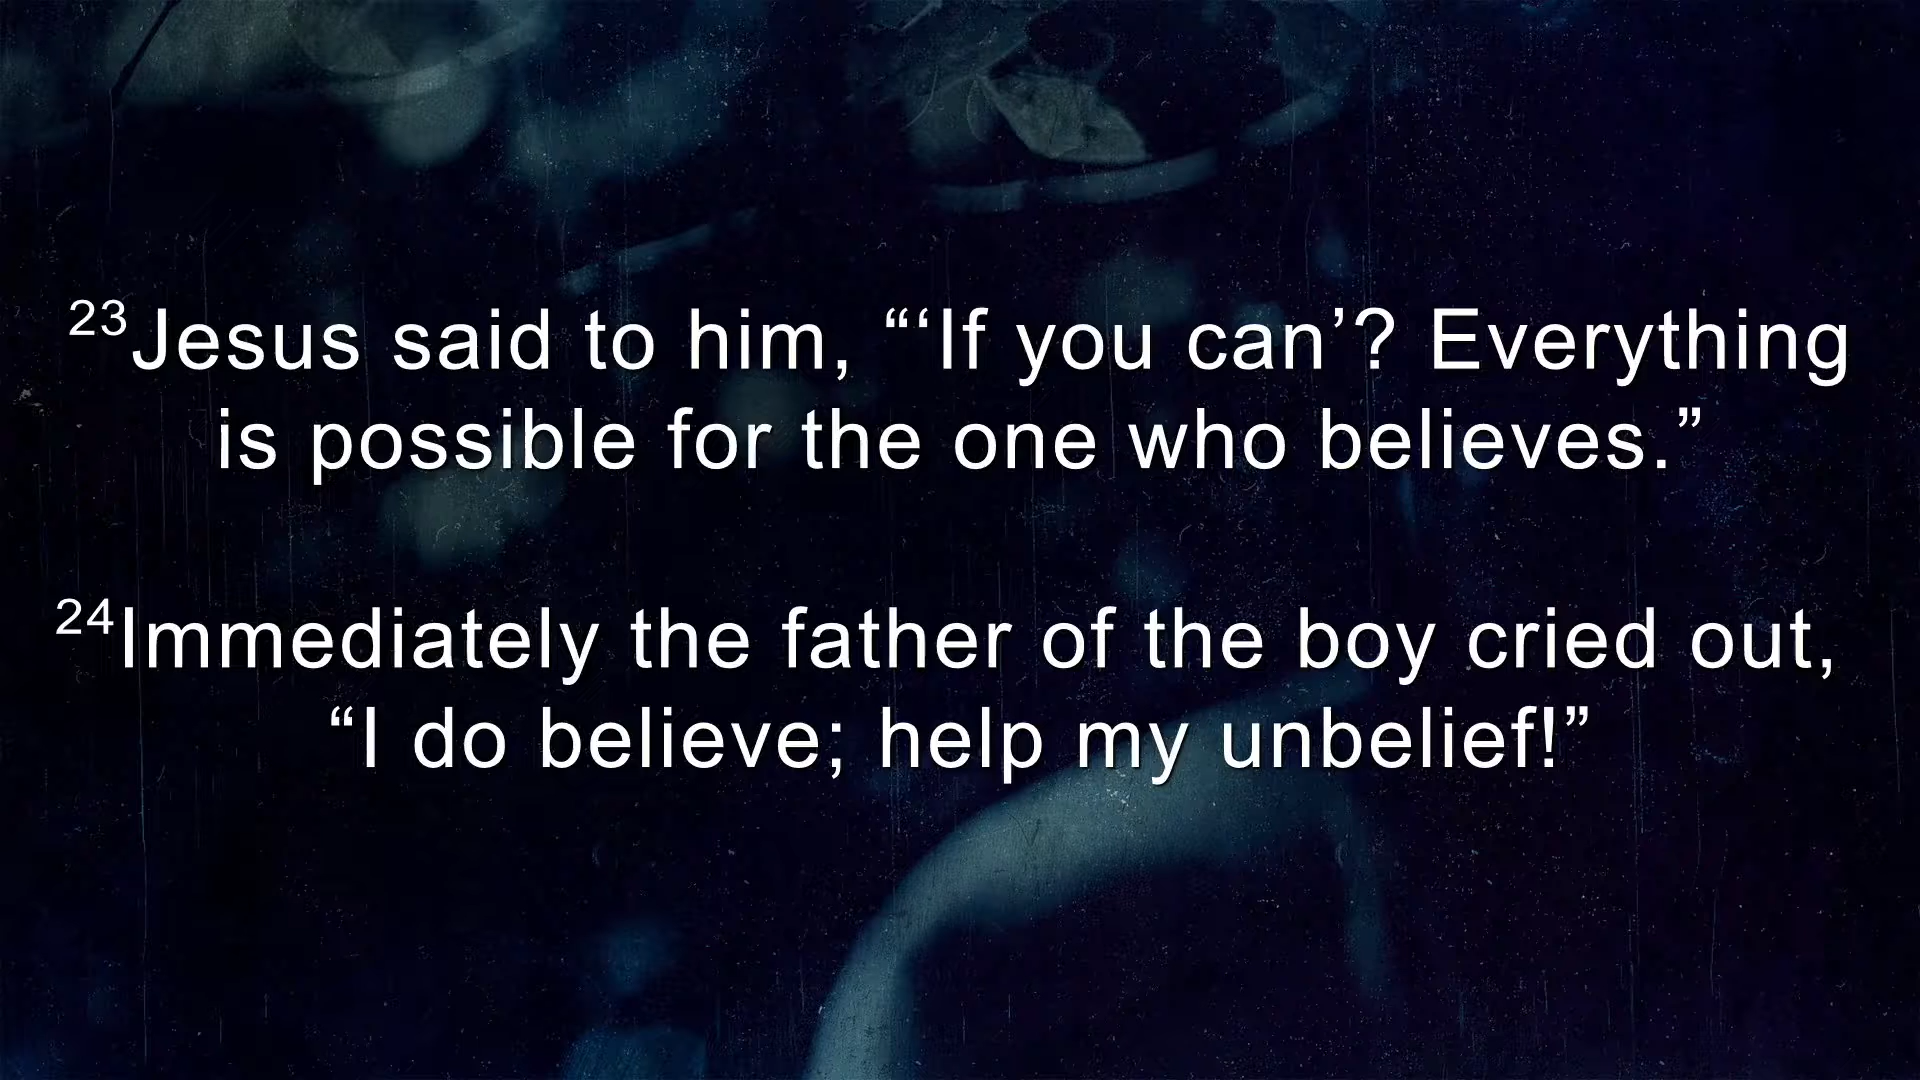 23Jesus said to him, “‘If you can’? Everything
is possible for the one who believes.”
24Immediately the father of the boy cried out,
“I do believe; help my unbelief!”